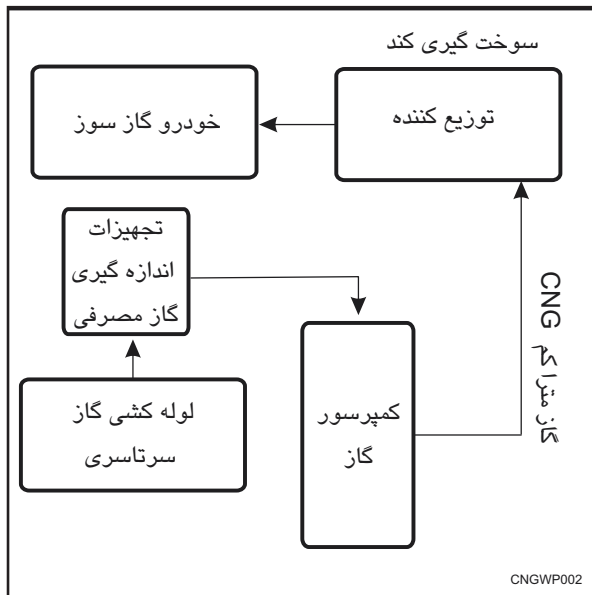 سوخت گیری کند
توزیع کننده
خودرو گاز سوز
تجهیزات
اندازه گیری
گاز مصرفی
لوله کشی گاز
سرتاسری
کمپرسور
گاز
CNG گاز متراکم
CNGWP002